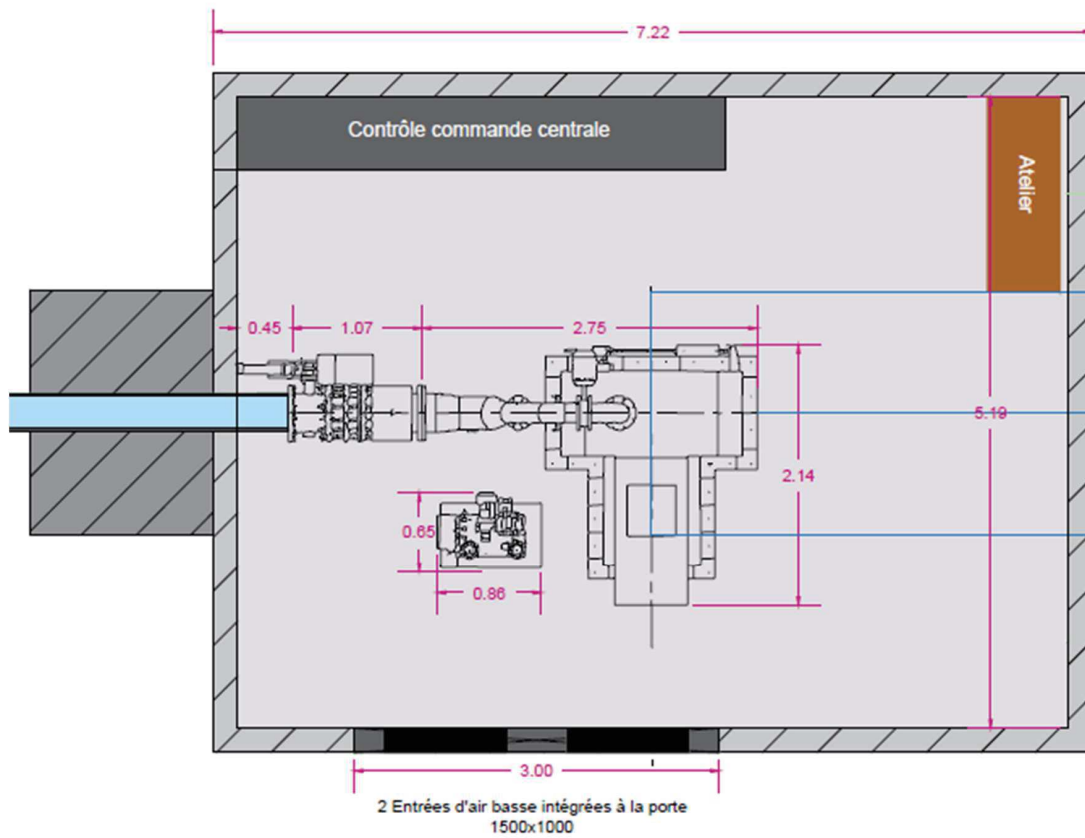 7.22
Contrôle commande centrale
Atelier
0.45
1.07
2.75
5.19
2.14
0.65
0.86
3.00
2 Entrées d'air basse intégrées à la porte
1500x1000